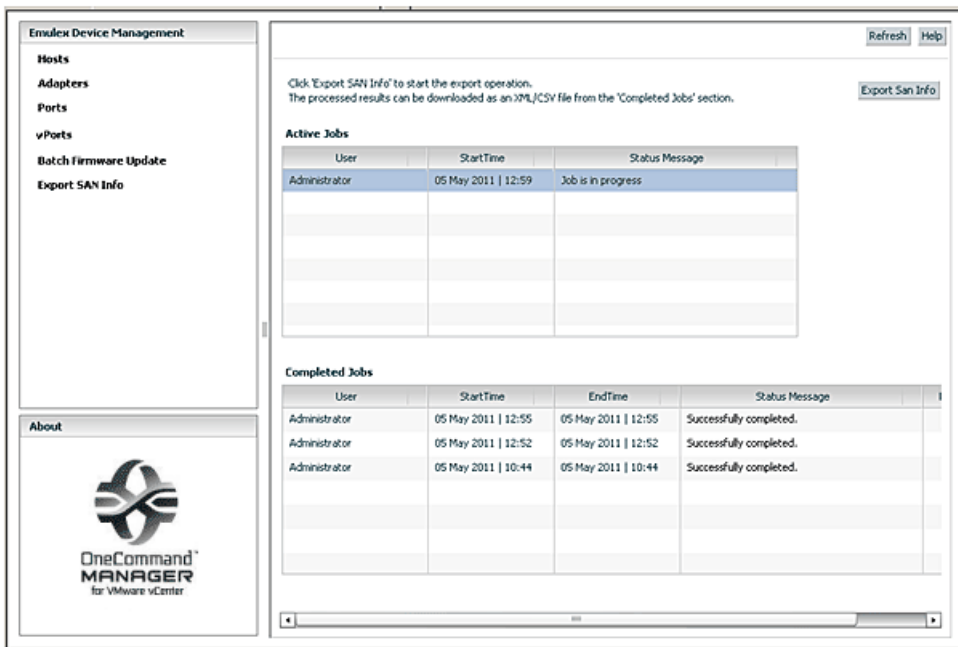 Emulex Device Management
Hosts
Adapters
Ports
vPorts
Batch Firmware Update
Export SAN Info
About
OneCommand™
MANAGER
for VMware vCenter
Refresh Help
Click 'Export SAN Info' to start the export operation.
The processed results can be downloaded as an XML/CSV file from the 'Completed Jobs' section.
Export San Info
Active Jobs
User StartTime Status Message
Administrator 05 May 2011 | 12:59 Job is in progress
Completed Jobs
User StartTime EndTime Status Message
Administrator 05 May 2011 | 12:55 05 May 2011 | 12:55 Successfully completed.
Administrator 05 May 2011 | 12:52 05 May 2011 | 12:52 Successfully completed.
Administrator 05 May 2011 | 10:44 05 May 2011 | 10:44 Successfully completed.